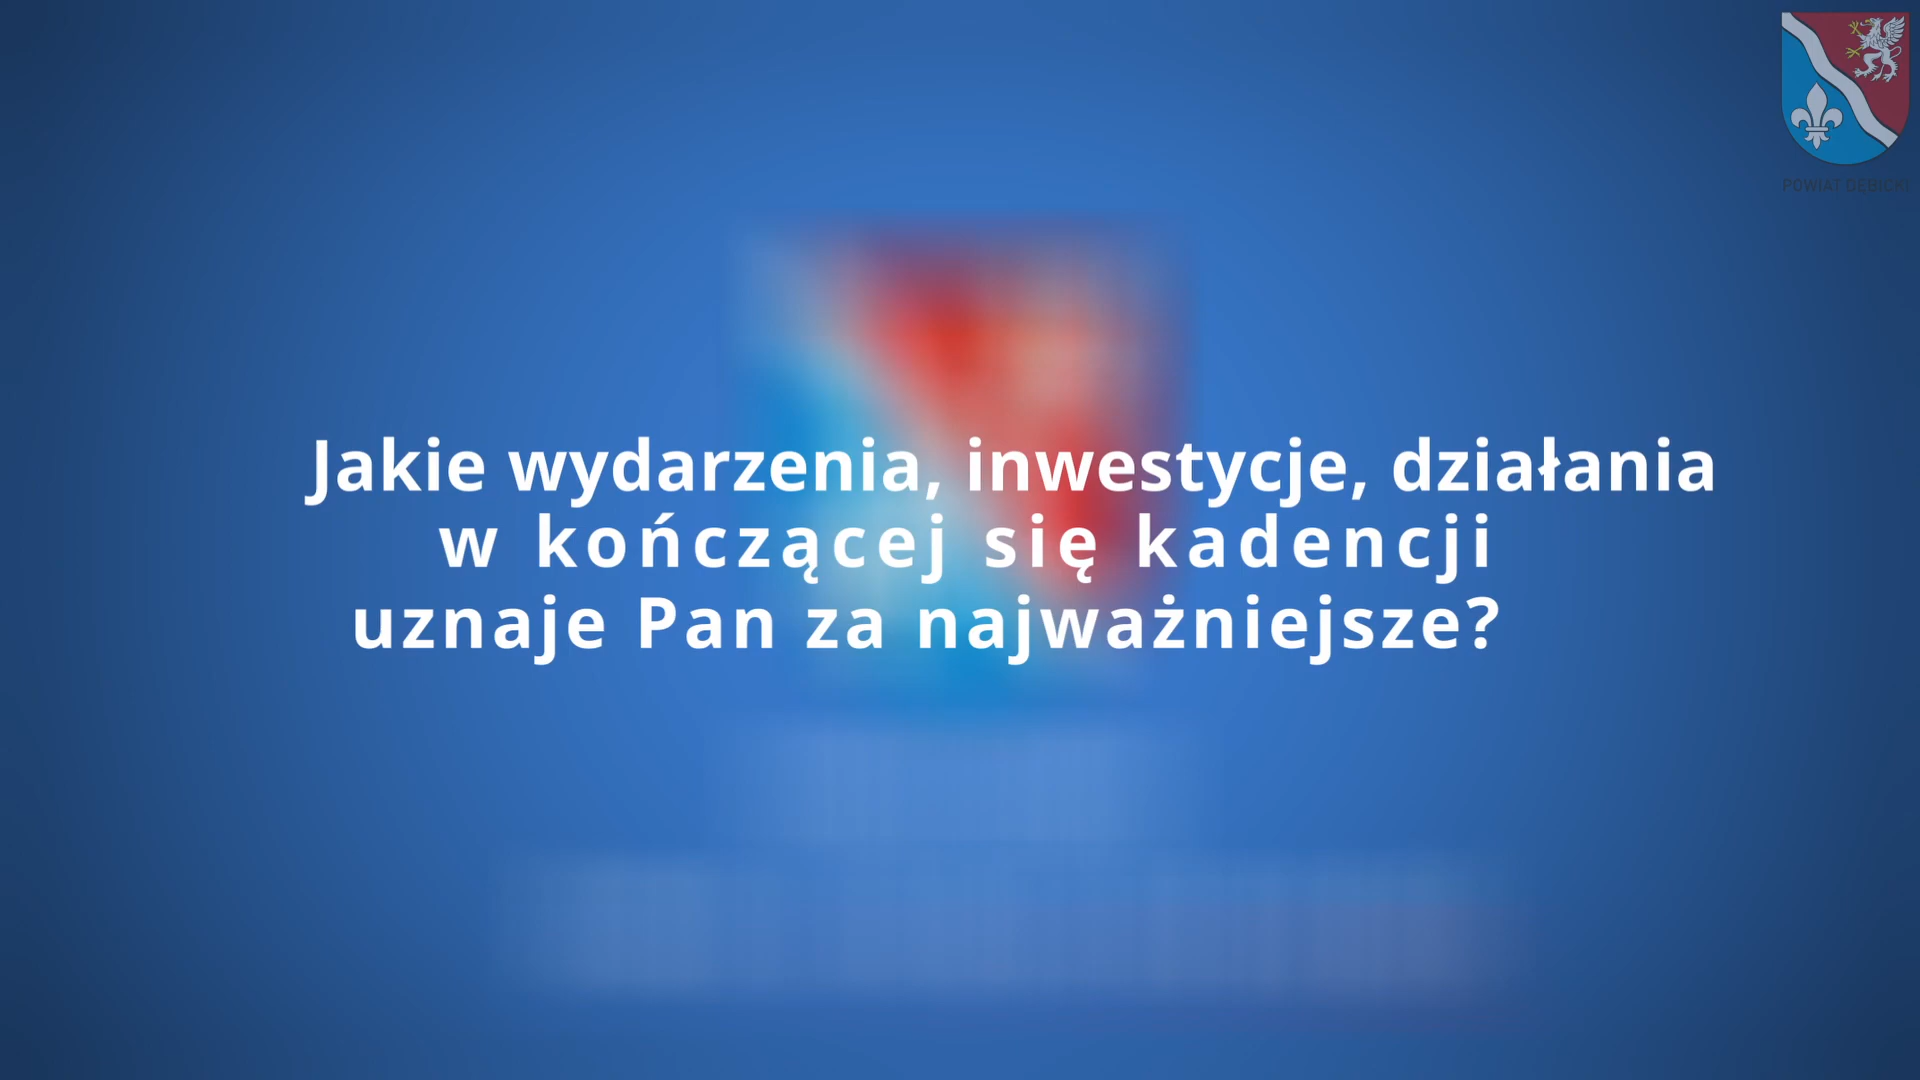 POWIAT DĘBICKI
Jakie wydarzenia, inwestycje, działania
w kończącej się kadencji
uznaje Pan za najważniejsze?